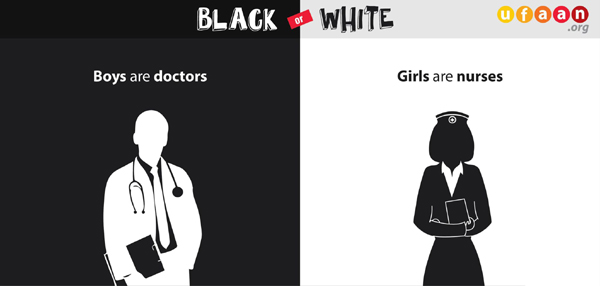 BLACK or WHITE
ufaan
.org
Boys are doctors
Girls are nurses